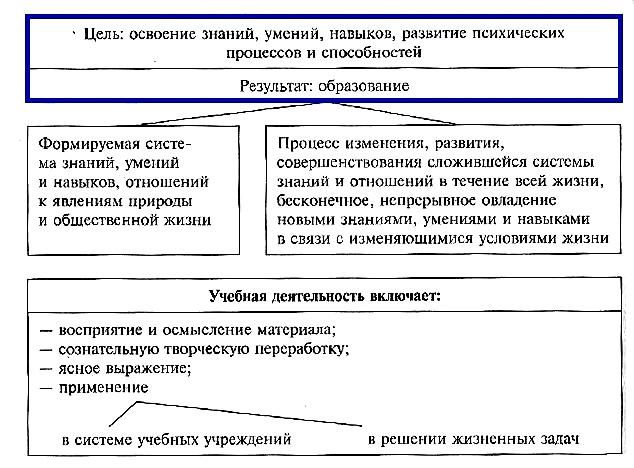 Цель: освоение знаний, умений, навыков, развитие психических
процессов и способностей
Результат: образование
Формируемая систе-
ма знаний, умений
и навыков, отношений
к явлениям природы
и общественной жизни
Процесс изменения, развития,
совершенствования сложившейся системы
знаний и отношений в течение всей жизни,
бесконечное, непрерывное овладение
новыми знаниями, умениями и навыками
в связи с изменяющимися условиями жизни
Учебная деятельность включает:
— восприятие и осмысление материала;
— сознательную творческую переработку;
— ясное выражение;
— применение
в системе учебных учреждений
в решении жизненных задач